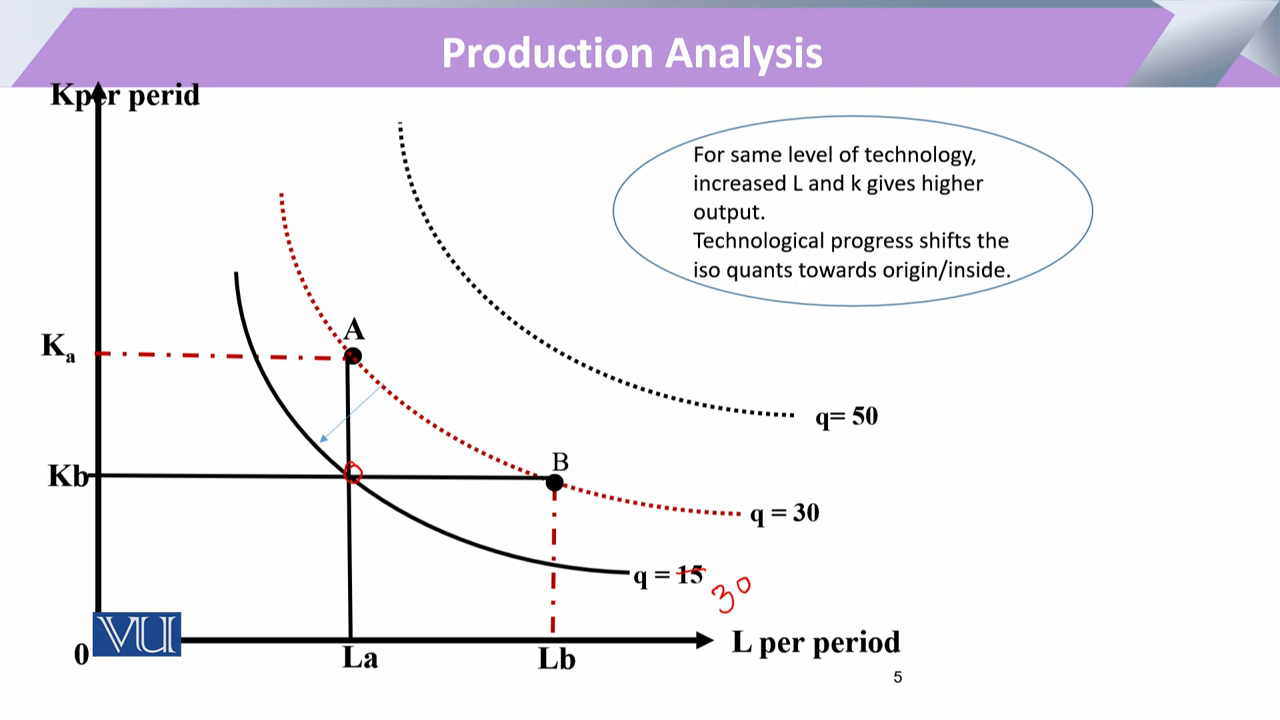 Production Analysis
Kper perid
For same level of technology,
increased L and k gives higher
output.
Technological progress shifts the
iso quants towards origin/inside.
A
Ka
q= 50
B
Kb
q = 30
q = 15
30
VU
0
La
Lb
L per period
5